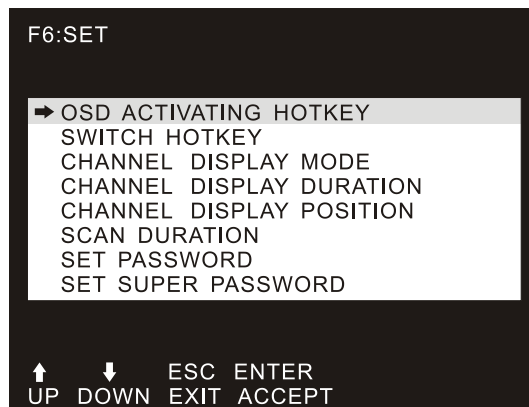 F6:SET
➡ OSD ACTIVATING HOTKEY
SWITCH HOTKEY
CHANNEL DISPLAY MODE
CHANNEL DISPLAY DURATION
CHANNEL DISPLAY POSITION
SCAN DURATION
SET PASSWORD
SET SUPER PASSWORD
⬆ ⬇ ESC ENTER
UP DOWN EXIT ACCEPT